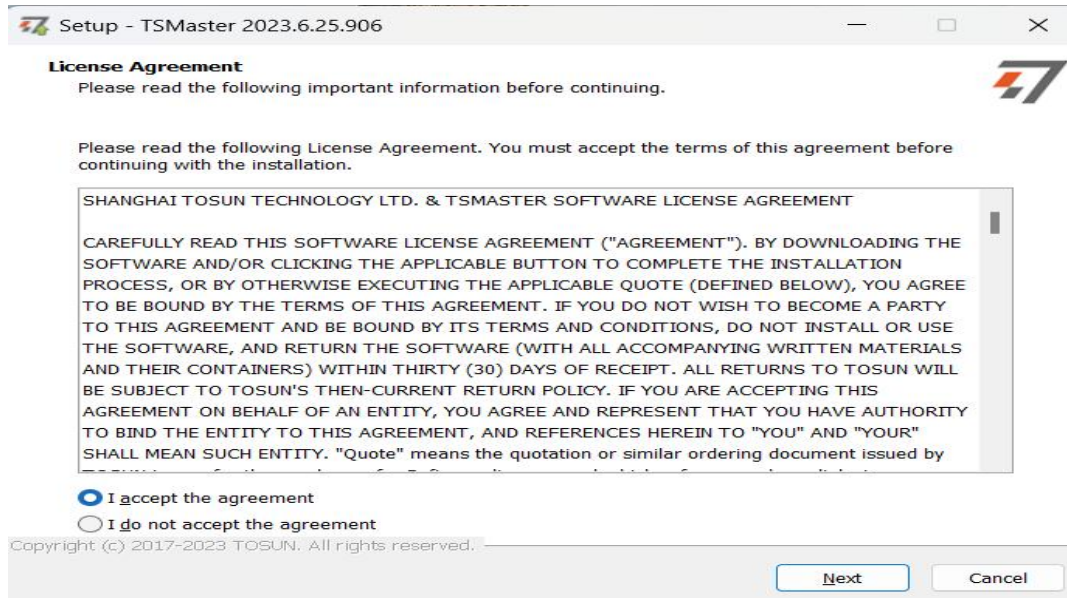 Setup - TSMaster 2023.6.25.906
License Agreement
Please read the following important information before continuing.
Please read the following License Agreement. You must accept the terms of this agreement before
continuing with the installation.
SHANGHAI TOSUN TECHNOLOGY LTD. & TSMASTER SOFTWARE LICENSE AGREEMENT
CAREFULLY READ THIS SOFTWARE LICENSE AGREEMENT ("AGREEMENT"). BY DOWNLOADING THE
SOFTWARE AND/OR CLICKING THE APPLICABLE BUTTON TO COMPLETE THE INSTALLATION
PROCESS, OR BY OTHERWISE EXECUTING THE APPLICABLE QUOTE (DEFINED BELOW), YOU AGREE
TO BE BOUND BY THE TERMS OF THIS AGREEMENT. IF YOU DO NOT WISH TO BECOME A PARTY
TO THIS AGREEMENT AND BE BOUND BY ITS TERMS AND CONDITIONS, DO NOT INSTALL OR USE
THE SOFTWARE, AND RETURN THE SOFTWARE (WITH ALL ACCOMPANYING WRITTEN MATERIALS
AND THEIR CONTAINERS) WITHIN THIRTY (30) DAYS OF RECEIPT. ALL RETURNS TO TOSUN WILL
BE SUBJECT TO TOSUN'S THEN-CURRENT RETURN POLICY. IF YOU ARE ACCEPTING THIS
AGREEMENT ON BEHALF OF AN ENTITY, YOU AGREE AND REPRESENT THAT YOU HAVE AUTHORITY
TO BIND THE ENTITY TO THIS AGREEMENT, AND REFERENCES HEREIN TO "YOU" AND "YOUR"
SHALL MEAN SUCH ENTITY. "Quote" means the quotation or similar ordering document issued by
I accept the agreement
I do not accept the agreement
Copyright (c) 2017-2023 TOSUN. All rights reserved.
Next
Cancel